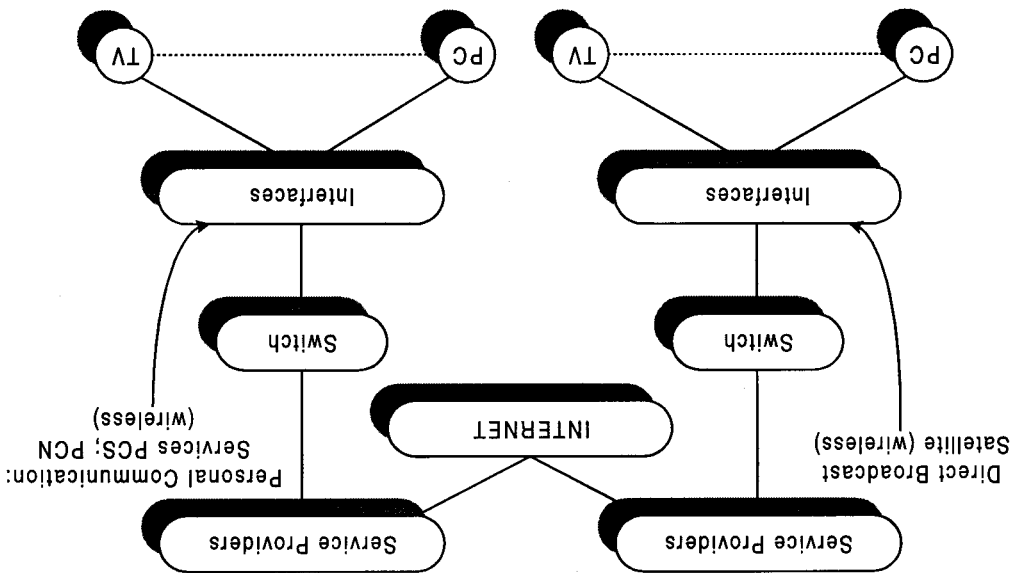 Service Providers
Service Providers
Direct Broadcast
Satellite (wireless)
INTERNET
Personal Communication:
Services PCS; PCN
(wireless)
Switch
Switch
Interfaces
Interfaces
PC
TV
PC
TV